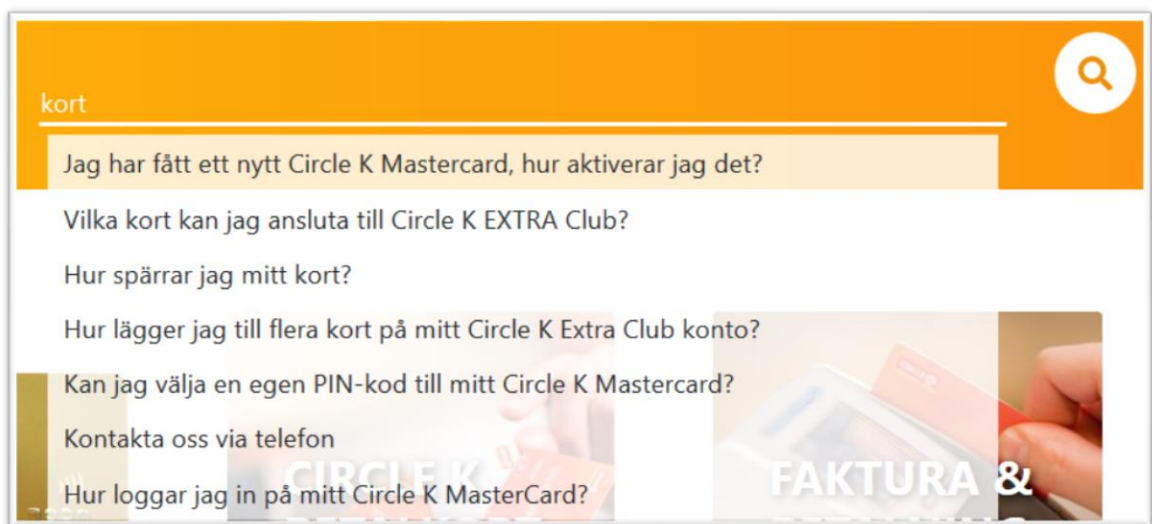 kort
Jag har fått ett nytt Circle K Mastercard, hur aktiverar jag det?
Vilka kort kan jag ansluta till Circle K EXTRA Club?
Hur spärrar jag mitt kort?
Hur lägger jag till flera kort på mitt Circle K Extra Club konto?
Kan jag välja en egen PIN-kod till mitt Circle K Mastercard?
Kontakta oss via telefon
Hur loggar jag in på mitt Circle K MasterCard?
CIRCLE K
FAKTURA &